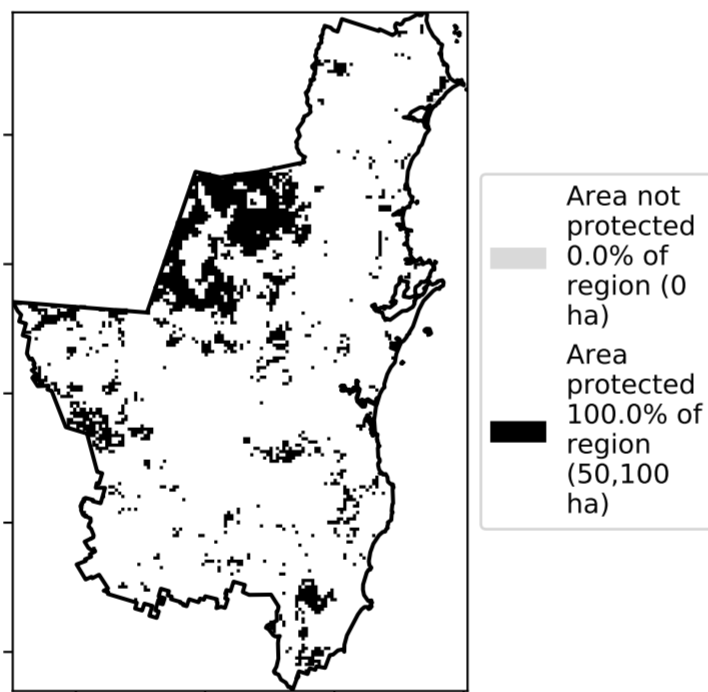 Area not
protected
0.0% of
region (0
ha)
Area
protected
100.0% of
region
(50,100
ha)